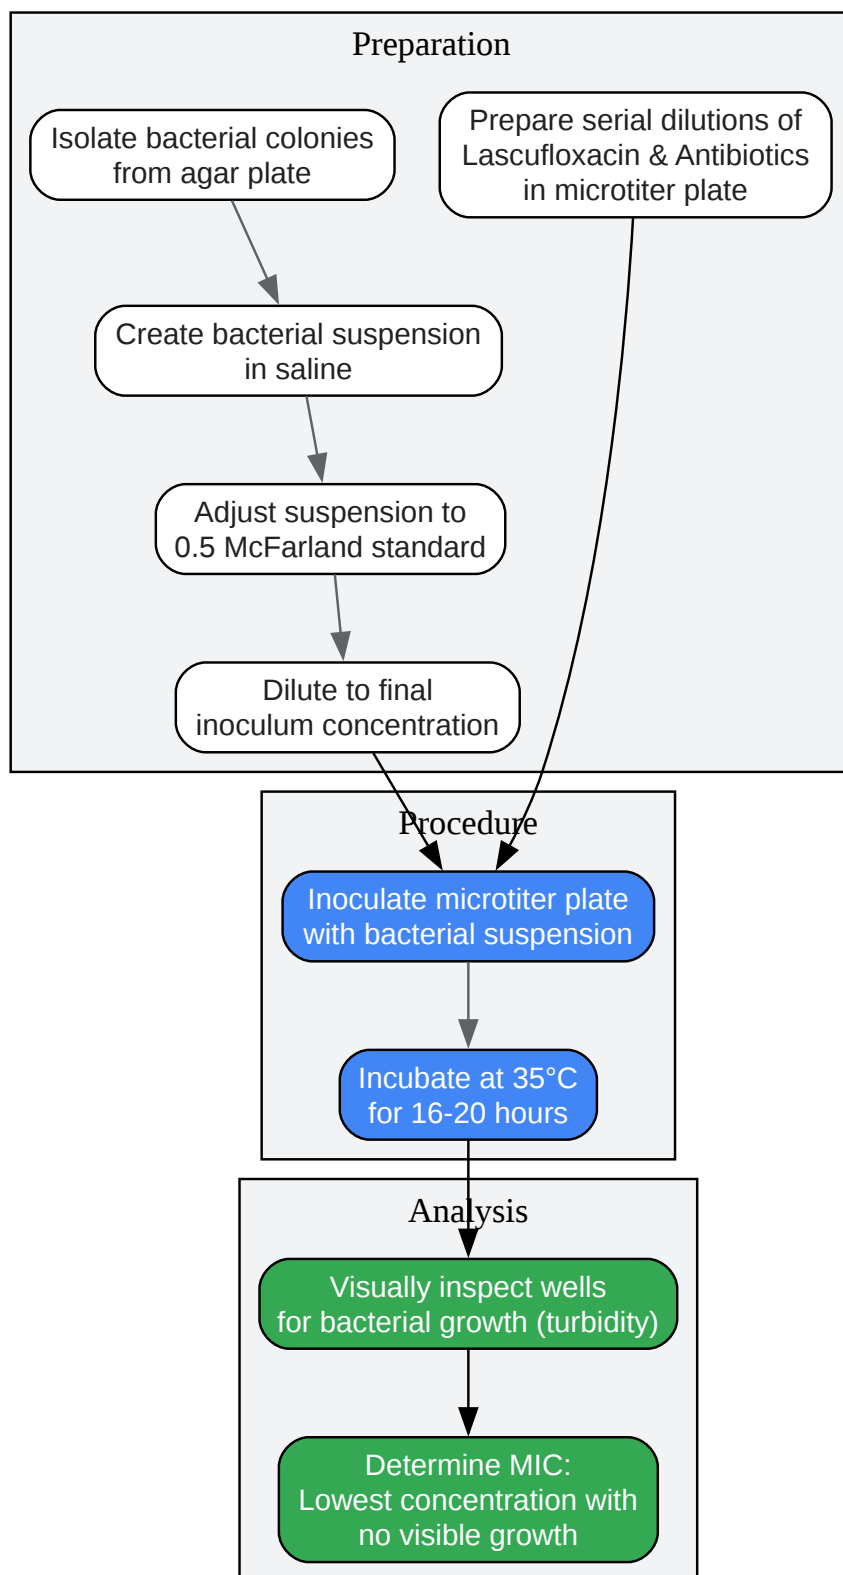 Preparation
Isolate bacterial colonies
from agar plate
Prepare serial dilutions of
Lascufloxacin & Antibiotics
in microtiter plate
Create bacterial suspension
in saline
Adjust suspension to
0.5 McFarland standard
Dilute to final
inoculum concentration
Procedure
Inoculate microtiter plate
with bacterial suspension
Incubate at 35°C
for 16-20 hours
Analysis
Visually inspect wells
for bacterial growth (turbidity)
Determine MIC:
Lowest concentration with
no visible growth